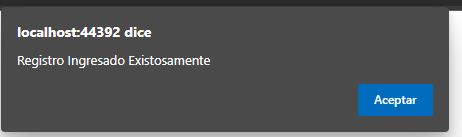 localhost:44392 dice
Registro Ingresado Existosamente
Aceptar